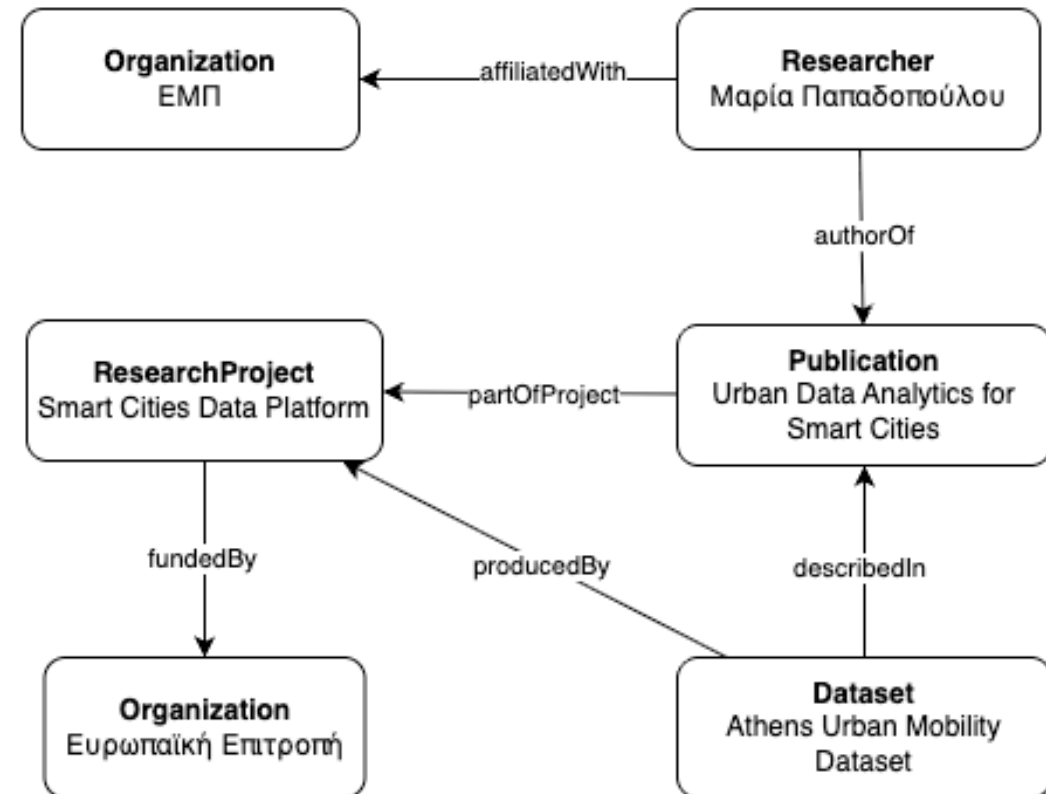 Organization
ΕΜΠ
affiliatedWith
Researcher
Μαρία Παπαδοπούλου
authorOf
ResearchProject
Smart Cities Data Platform
partOfProject
Publication
Urban Data Analytics for
Smart Cities
fundedBy
producedBy
describedIn
Organization
Ευρωπαϊκή Επιτροπή
Dataset
Athens Urban Mobility
Dataset